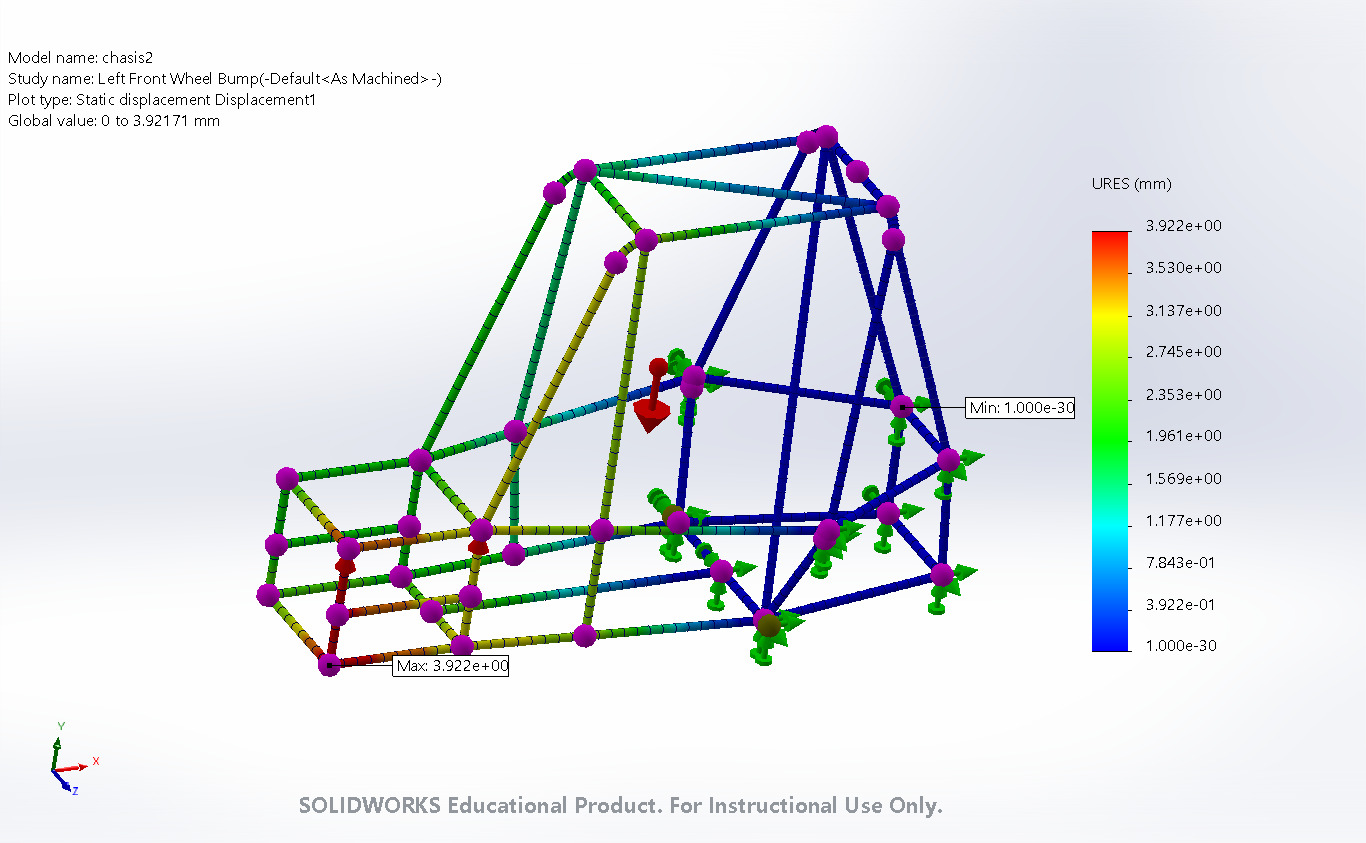 Model name: chasis2
Study name: Left Front Wheel Bump(-Default<As Machined>-)
Plot type: Static displacement Displacement1
Global value: 0 to 3.92171 mm
URES (mm)
3.922e+00
3.530e+00
3.137e+00
2.745e+00
2.353e+00
1.961e+00
1.569e+00
1.177e+00
7.843e-01
3.922e-01
1.000e-30
Min: 1.000e-30
Max: 3.922e+00
Y
X
Z
SOLIDWORKS Educational Product. For Instructional Use Only.